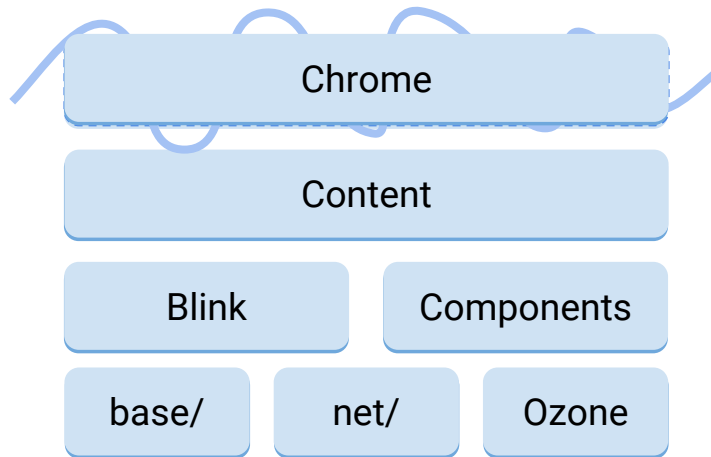 Chrome
Content
Blink
Components
base/
net/
Ozone